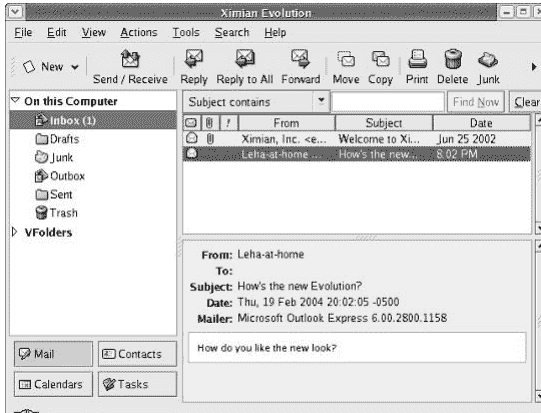 Ximian Evolution
File Edit View Actions Tools Search Help
New Send / Receive Reply Reply to All Forward Move Copy Print Delete Junk
On this Computer
Inbox (1)
Drafts
Junk
Outbox
Sent
Trash
VFolders
Subject contains Find Now Clear
! From Subject Date
Ximian, Inc. <e... Welcome to Xi... Jun 25 2002
Leha-at-home ... How's the new... 8:02 PM
From: Leha-at-home
To:
Subject: How's the new Evolution?
Date: Thu, 19 Feb 2004 20:02:05 -0500
Mailer: Microsoft Outlook Express 6.00.2800.1158
How do you like the new look?
Mail Contacts
Calendars Tasks